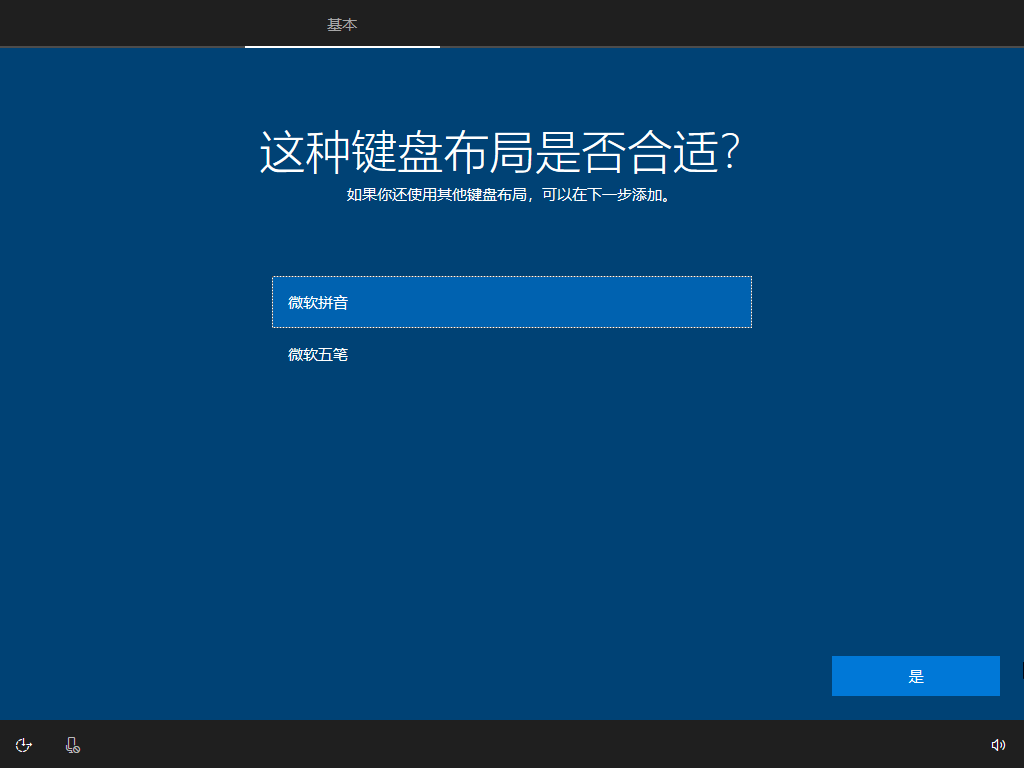 基本
这种键盘布局是否合适?
如果你还使用其他键盘布局，可以在下一步添加。
微软拼音
微软五笔
是